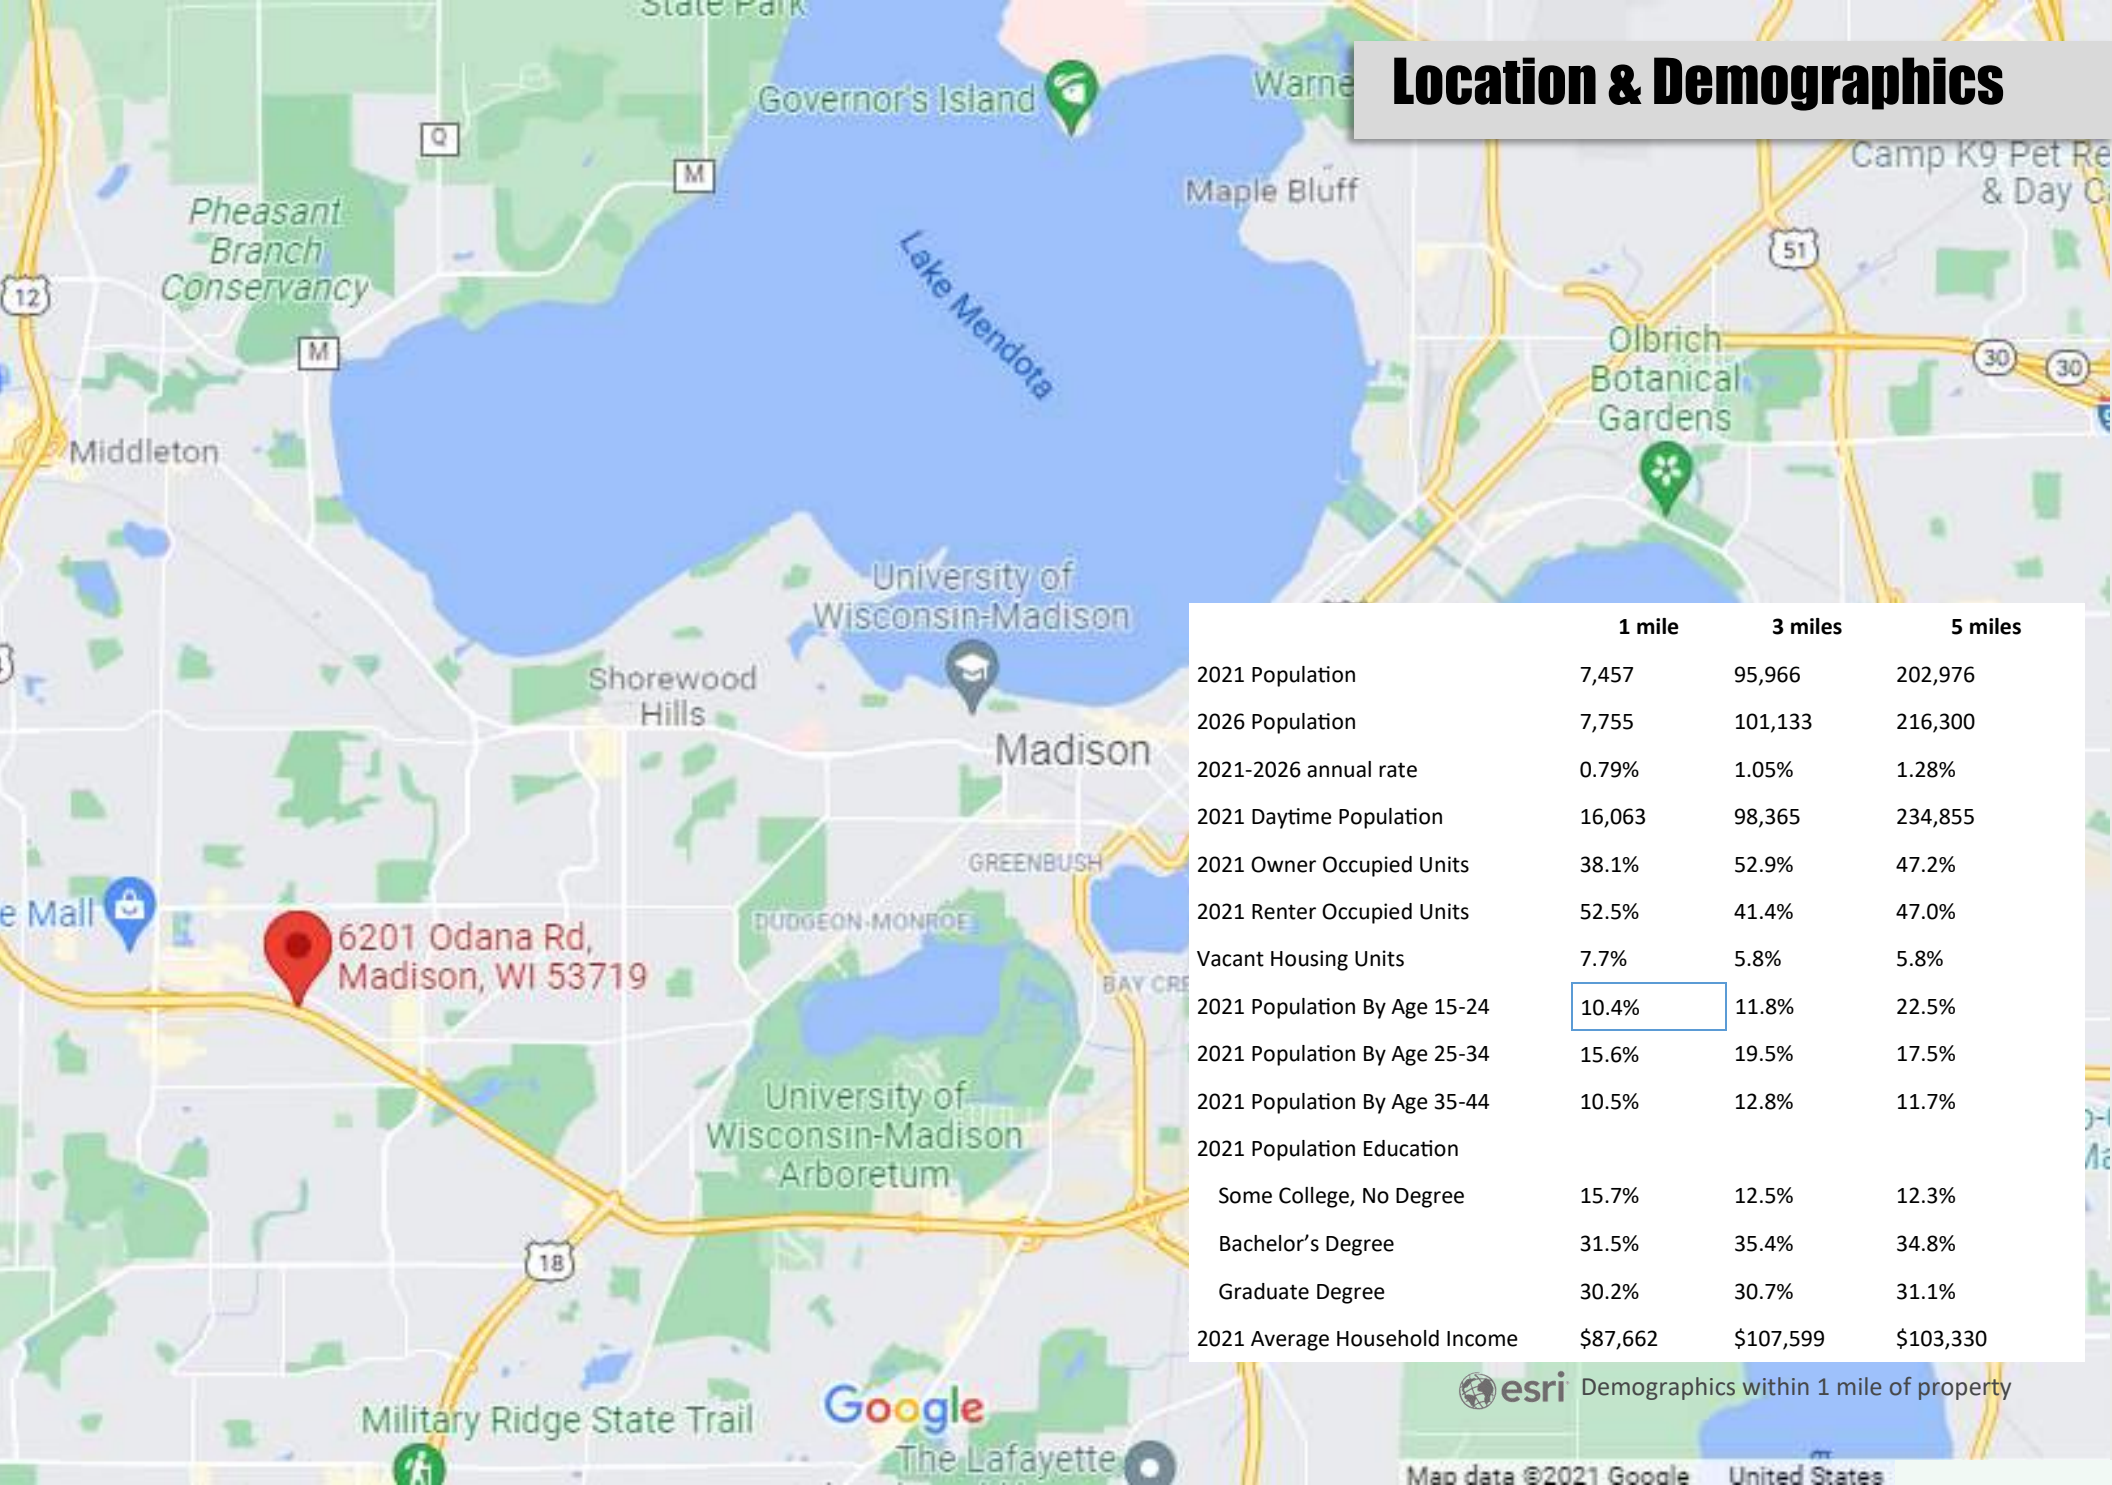 State Park
Governor's Island
Location & Demographics
Q
M
Maple Bluff
Camp K9 Pet
& Day
Pheasant
Branch
Conservancy
51
12
Lake Mendota
M
Olbrich
Botanical
Gardens
30
30
Middleton
University of
Wisconsin-Madison
Shorewood
Hills
Madison
GREENBUSH
e Mall
DUDGEON-MONROE
6201 Odana Rd,
Madison, WI 53719
BAY
University of
Wisconsin-Madison
Arboretum
18
Military Ridge State Trail
Google
The Lafayette
1 mile 3 miles 5 miles
2021 Population 7,457 95,966 202,976
2026 Population 7,755 101,133 216,300
2021-2026 annual rate 0.79% 1.05% 1.28%
2021 Daytime Population 16,063 98,365 234,855
2021 Owner Occupied Units 38.1% 52.9% 47.2%
2021 Renter Occupied Units 52.5% 41.4% 47.0%
Vacant Housing Units 7.7% 5.8% 5.8%
2021 Population By Age 15-24 10.4% 11.8% 22.5%
2021 Population By Age 25-34 15.6% 19.5% 17.5%
2021 Population By Age 35-44 10.5% 12.8% 11.7%
2021 Population Education
Some College, No Degree 15.7% 12.5% 12.3%
Bachelor’s Degree 31.5% 35.4% 34.8%
Graduate Degree 30.2% 30.7% 31.1%
2021 Average Household Income $87,662 $107,599 $103,330
esri Demographics within 1 mile of property
Map data ©2021 Google United States